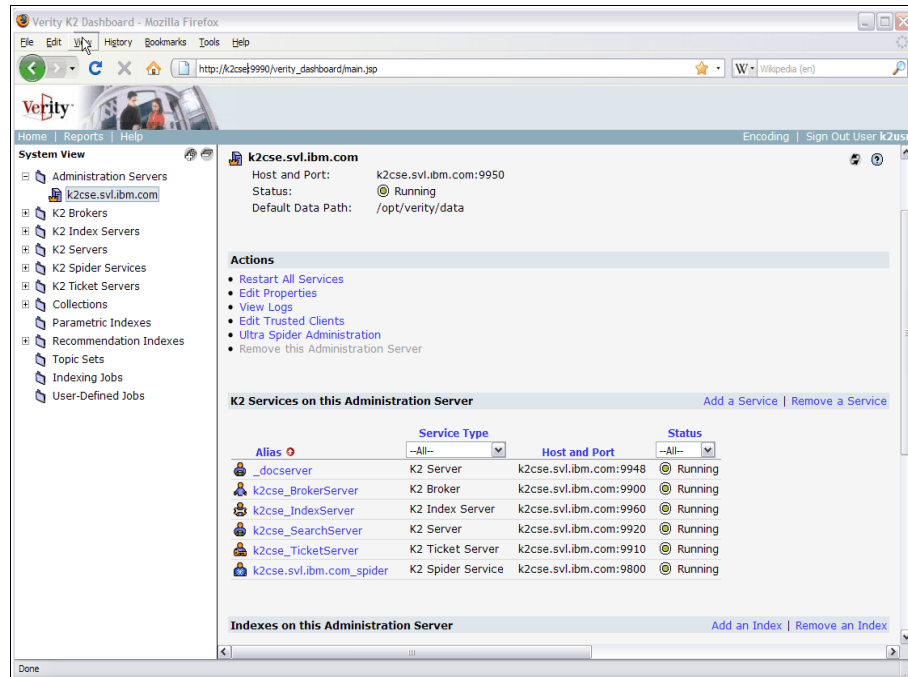 Verity K2 Dashboard - Mozilla Firefox
File Edit View History Bookmarks Tools Help
http://k2cse:9990/verity_dashboard/main.jsp
W Wikipedia (en)
Verity
Home | Reports | Help
Encoding | Sign Out User k2us
System View
Administration Servers
k2cse.svl.ibm.com
K2 Brokers
K2 Index Servers
K2 Servers
K2 Spider Services
K2 Ticket Servers
Collections
Parametric Indexes
Recommendation Indexes
Topic Sets
Indexing Jobs
User-Defined Jobs
k2cse.svl.ibm.com
Host and Port: k2cse.svl.ibm.com:9950
Status: Running
Default Data Path: /opt/verity/data
Actions
Restart All Services
Edit Properties
View Logs
Edit Trusted Clients
Ultra Spider Administration
Remove this Administration Server
K2 Services on this Administration Server Add a Service | Remove a Service
Service Type Status
Alias --All-- Host and Port --All--
_docserver K2 Server k2cse.svl.ibm.com:9948 Running
k2cse_BrokerServer K2 Broker k2cse.svl.ibm.com:9900 Running
k2cse_IndexServer K2 Index Server k2cse.svl.ibm.com:9960 Running
k2cse_SearchServer K2 Server k2cse.svl.ibm.com:9920 Running
k2cse_TicketServer K2 Ticket Server k2cse.svl.ibm.com:9910 Running
k2cse.svl.ibm.com_spider K2 Spider Service k2cse.svl.ibm.com:9800 Running
Indexes on this Administration Server Add an Index | Remove an Index
Done